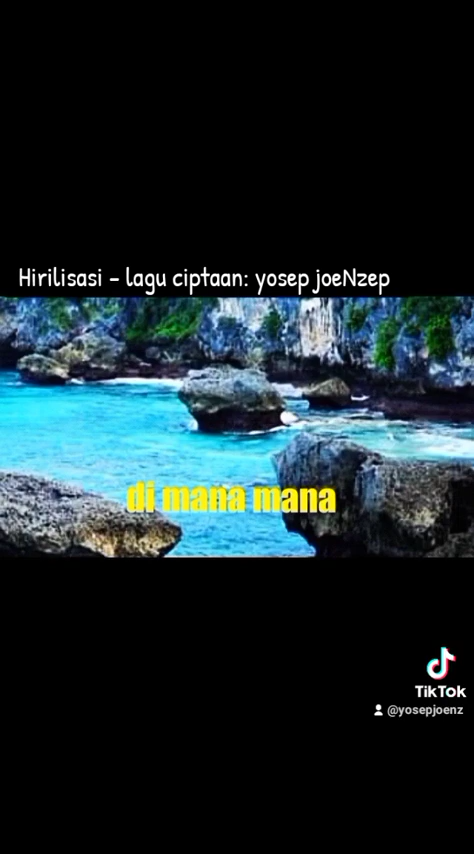 Hirilisasi - lagu ciptaan: yosep joeNzep
di mana mana
TikTok
@yosepjoenz